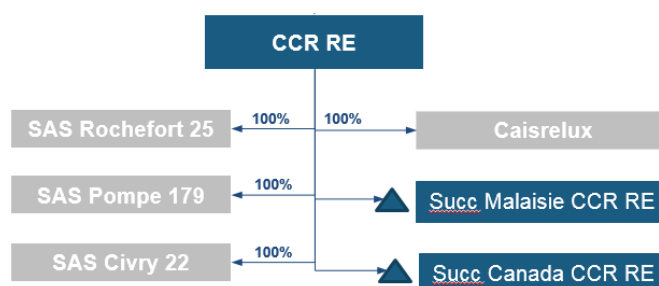 CCR RE
100%
100%
SAS Rochefort 25
Caisrelux
100%
SAS Pompe 179
Succ Malaisie CCR RE
100%
SAS Civry 22
Succ Canada CCR RE